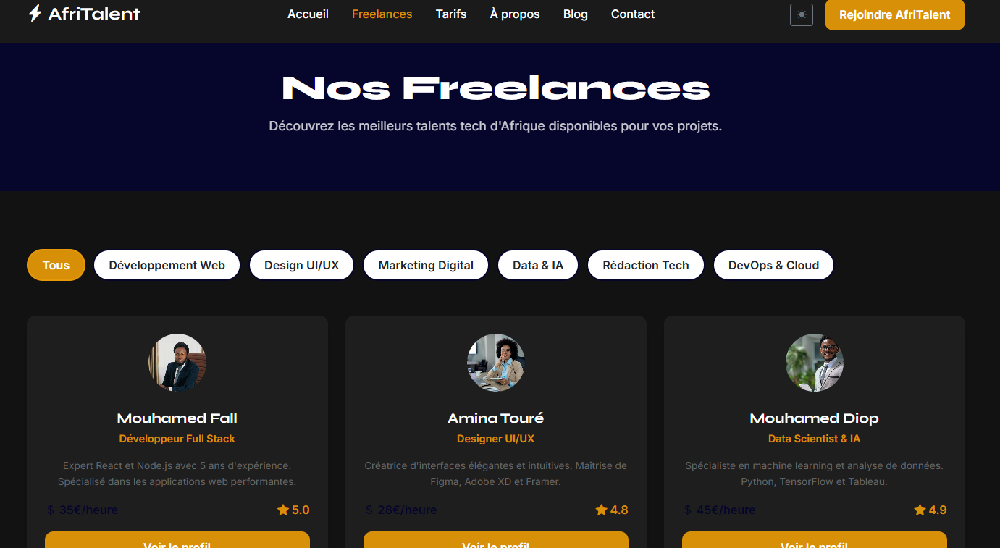 AfriTalent
Accueil Freelances Tarifs À propos Blog Contact
Rejoindre AfriTalent
Nos Freelances
Découvrez les meilleurs talents tech d'Afrique disponibles pour vos projets.
Tous Développement Web Design UI/UX Marketing Digital Data & IA Rédaction Tech DevOps & Cloud
Mouhamed Fall
Développeur Full Stack
Expert React et Node.js avec 5 ans d'expérience.
Spécialisé dans les applications web performantes.
$ 35€/heure 5.0
Voir le profil
Amina Touré
Designer UI/UX
Créatrice d'interfaces élégantes et intuitives. Maîtrise de
Figma, Adobe XD et Framer.
$ 28€/heure 4.8
Voir le profil
Mouhamed Diop
Data Scientist & IA
Spécialiste en machine learning et analyse de données.
Python, TensorFlow et Tableau.
$ 45€/heure 4.9
Voir le profil